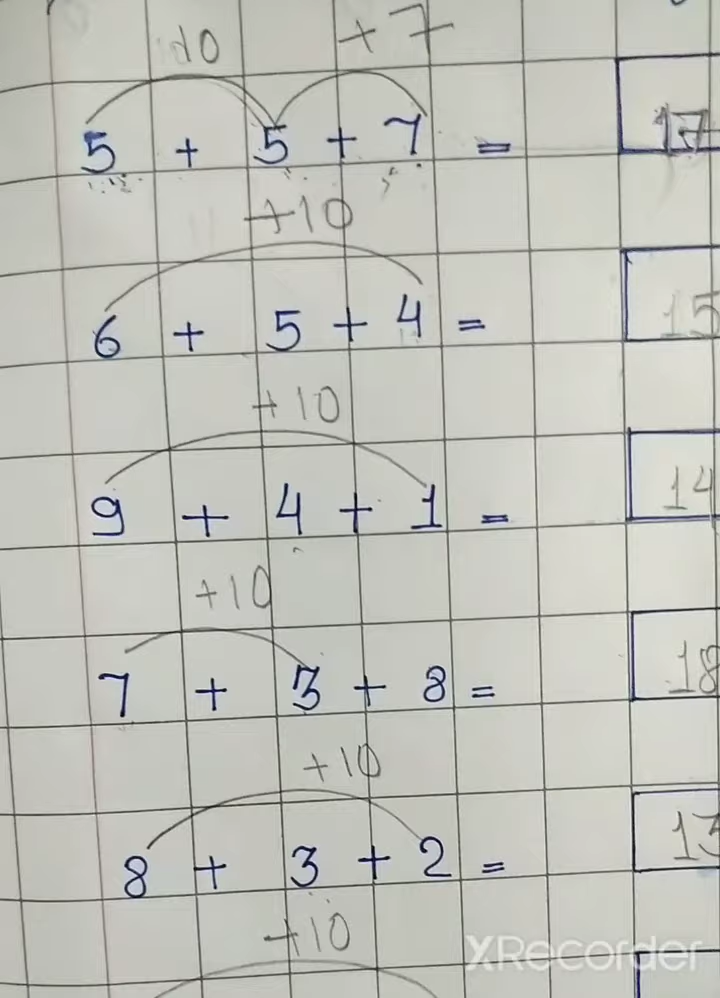 10 +7
5 + 5 + 7 = 17
+10
6 + 5 + 4 = 15
+10
9 + 4 + 1 = 14
+10
7 + 3 + 8 = 18
+10
8 + 3 + 2 = 13
+10
XRecorder